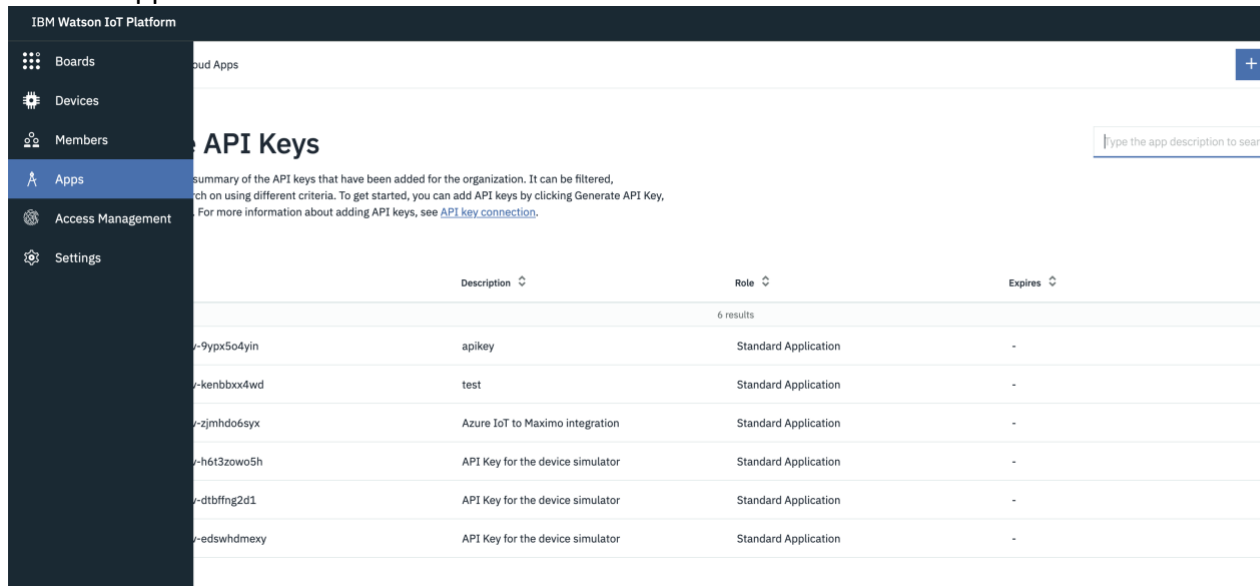 IBM Watson IoT Platform
Boards
Devices
Members
Apps
Access Management
Settings
oud Apps
+
API Keys
Type the app description to sear
summary of the API keys that have been added for the organization. It can be filtered,
rch on using different criteria. To get started, you can add API keys by clicking Generate API Key,
. For more information about adding API keys, see API key connection.
Description Role Expires
6 results
-9ypx5o4yin apikey Standard Application -
-kenbbxx4wd test Standard Application -
-zjmhdo6syx Azure IoT to Maximo integration Standard Application -
-h6t3zowo5h API Key for the device simulator Standard Application -
-dtbffng2d1 API Key for the device simulator Standard Application -
-edswhdmexy API Key for the device simulator Standard Application -